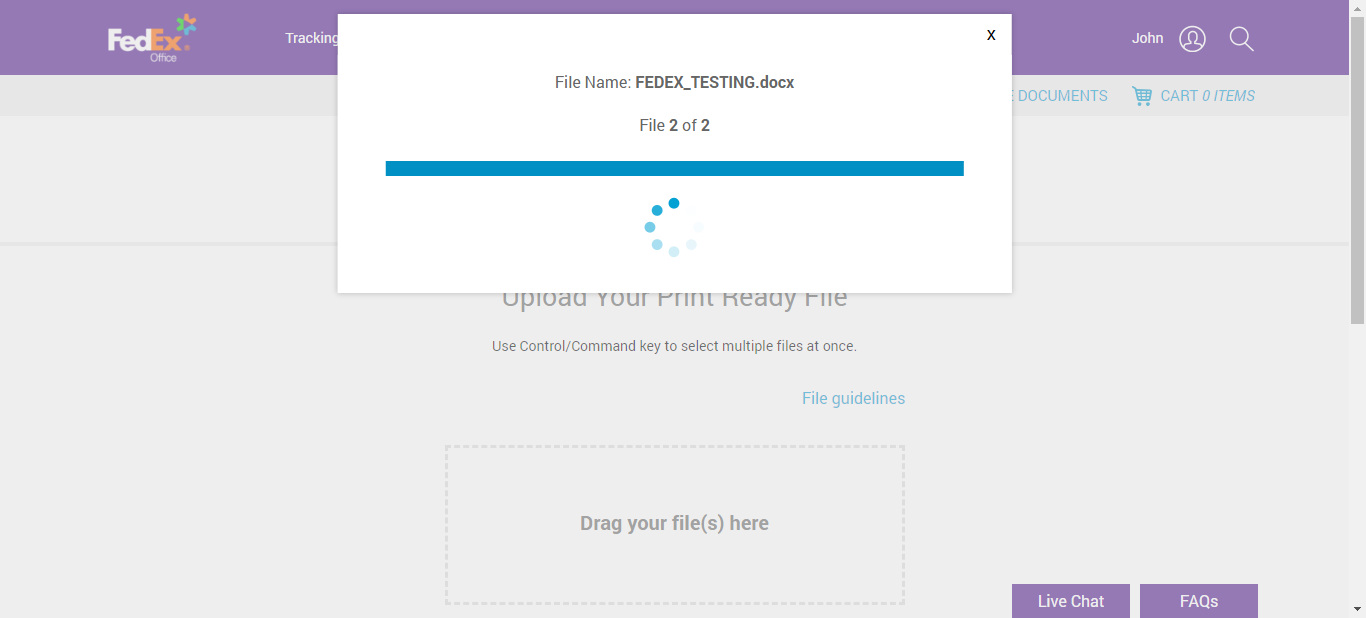 FedEx
Office
Tracking
John
X
File Name: FEDEX_TESTING.docx
DOCUMENTS
CART 0 ITEMS
File 2 of 2
Upload Your Print Ready File
Use Control/Command key to select multiple files at once.
File guidelines
Drag your file(s) here
Live Chat
FAQs